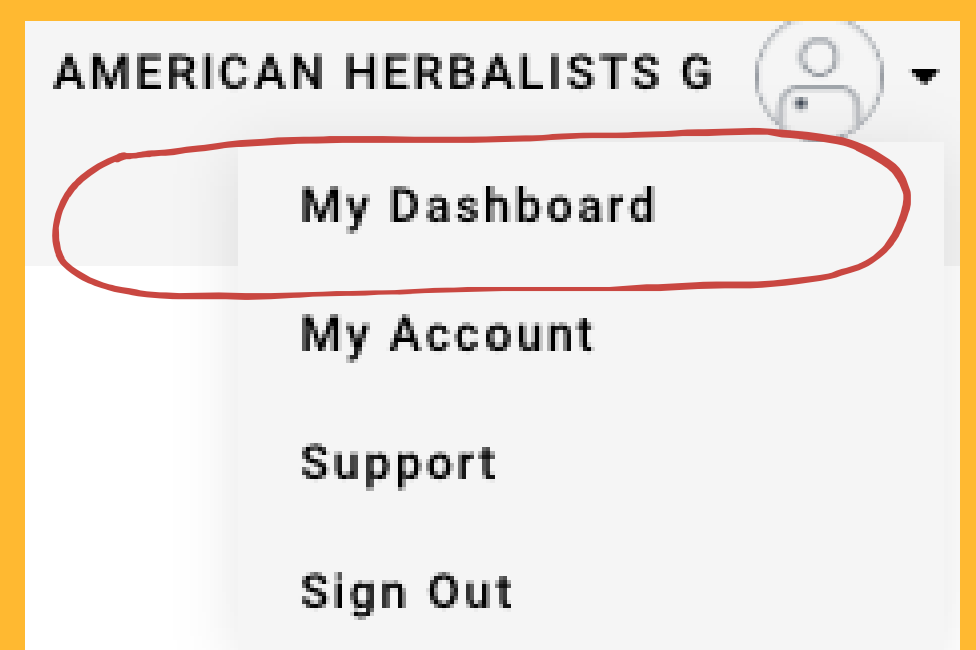 AMERICAN HERBALISTS G
My Dashboard
My Account
Support
Sign Out